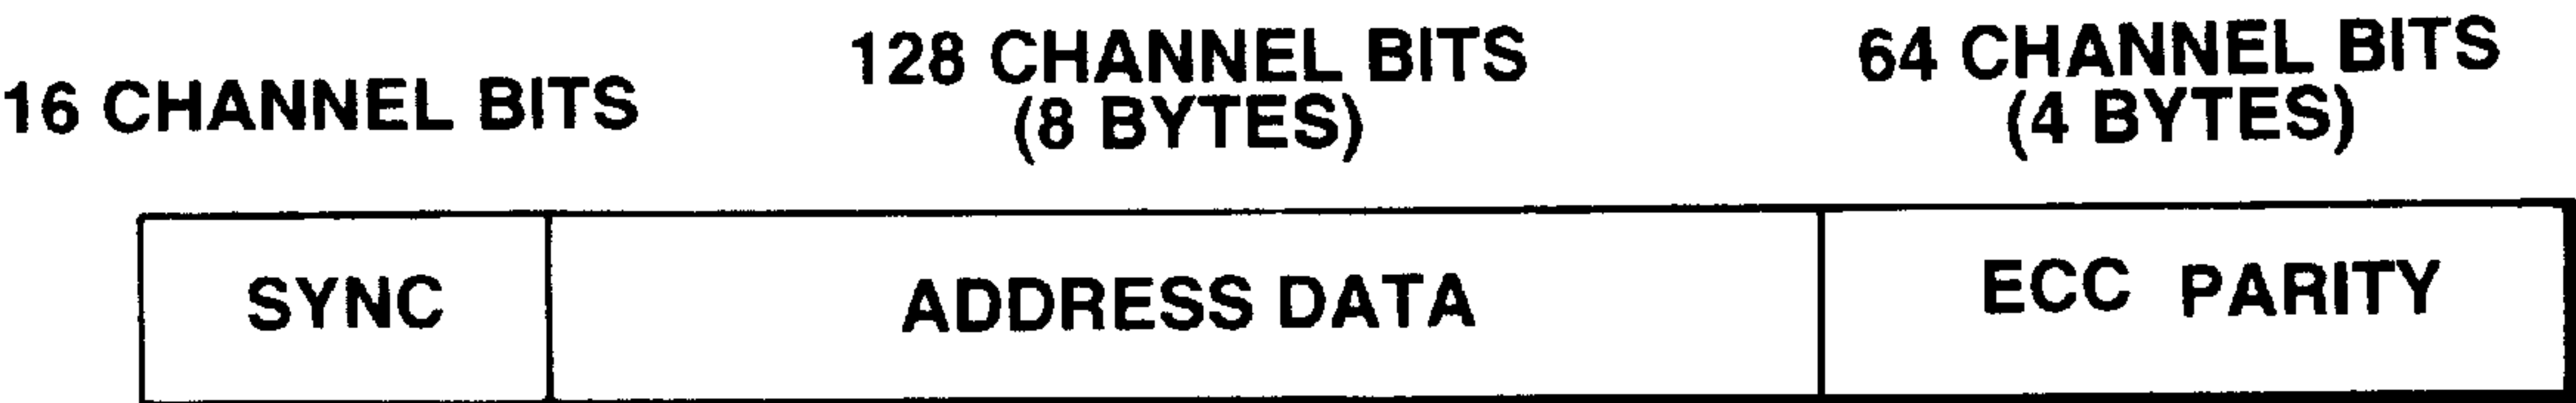 16 CHANNEL BITS
128 CHANNEL BITS
(8 BYTES)
64 CHANNEL BITS
(4 BYTES)
SYNC
ADDRESS DATA
ECC PARITY